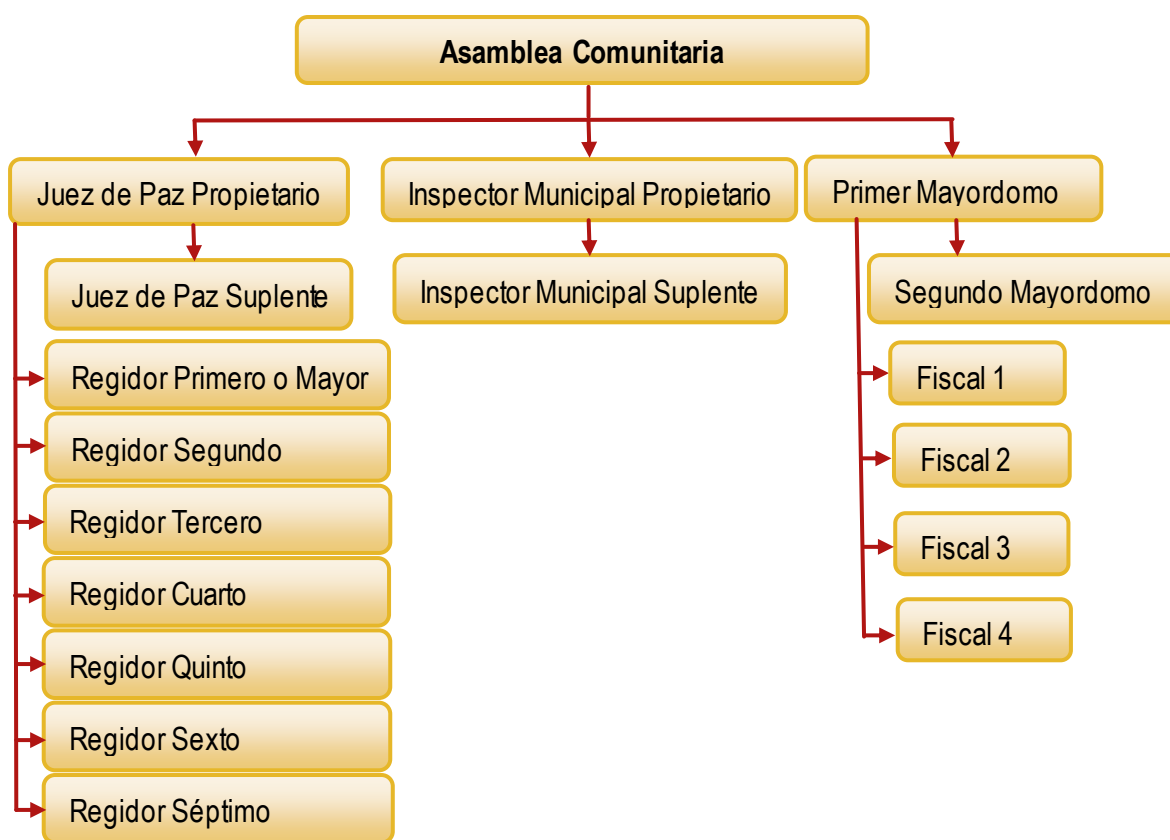 Asamblea Comunitaria
Juez de Paz Propietario
Inspector Municipal Propietario
Primer Mayordomo
Juez de Paz Suplente
Inspector Municipal Suplente
Segundo Mayordomo
Regidor Primero o Mayor
Regidor Segundo
Regidor Tercero
Regidor Cuarto
Regidor Quinto
Regidor Sexto
Regidor Séptimo
Fiscal 1
Fiscal 2
Fiscal 3
Fiscal 4